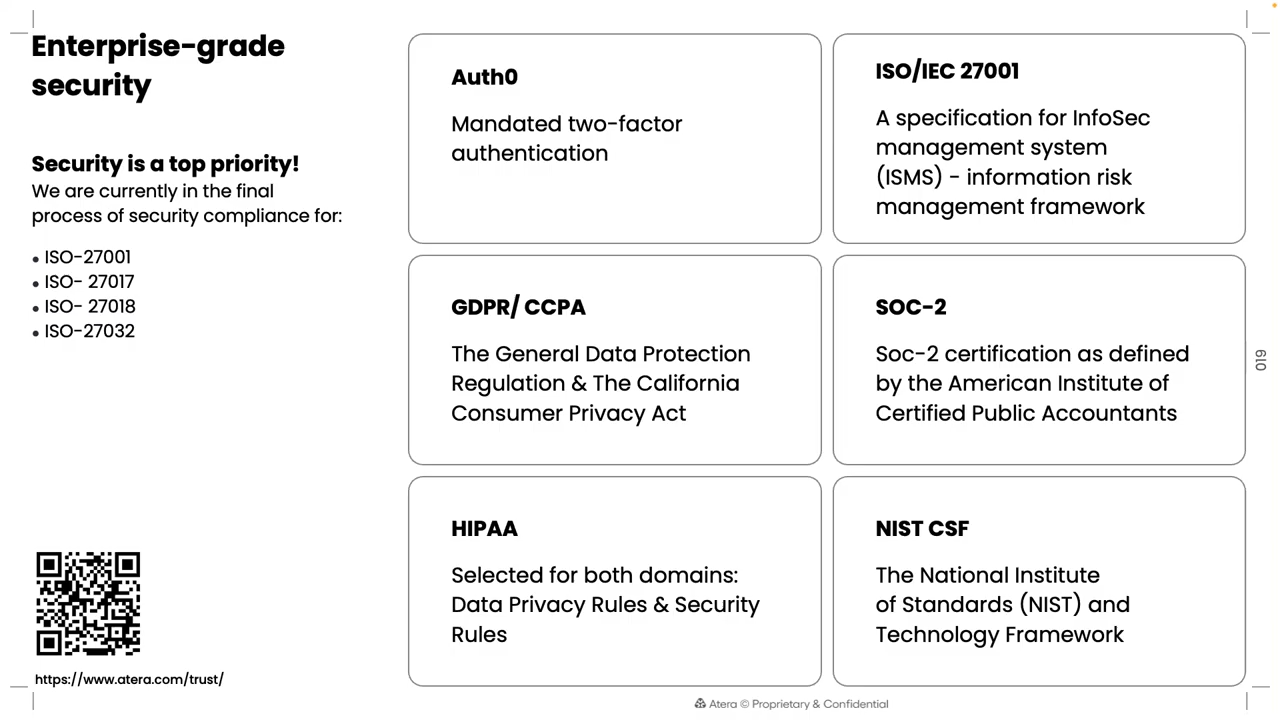 Enterprise-grade
security
Security is a top priority!
We are currently in the final
process of security compliance for:
• ISO-27001
• ISO- 27017
• ISO- 27018
• ISO-27032
https://www.atera.com/trust/
Auth0
Mandated two-factor
authentication
ISO/IEC 27001
A specification for InfoSec
management system
(ISMS) - information risk
management framework
GDPR/ CCPA
The General Data Protection
Regulation & The California
Consumer Privacy Act
SOC-2
Soc-2 certification as defined
by the American Institute of
Certified Public Accountants
HIPAA
Selected for both domains:
Data Privacy Rules & Security
Rules
NIST CSF
The National Institute
of Standards (NIST) and
Technology Framework
019
Atera © Proprietary & Confidential